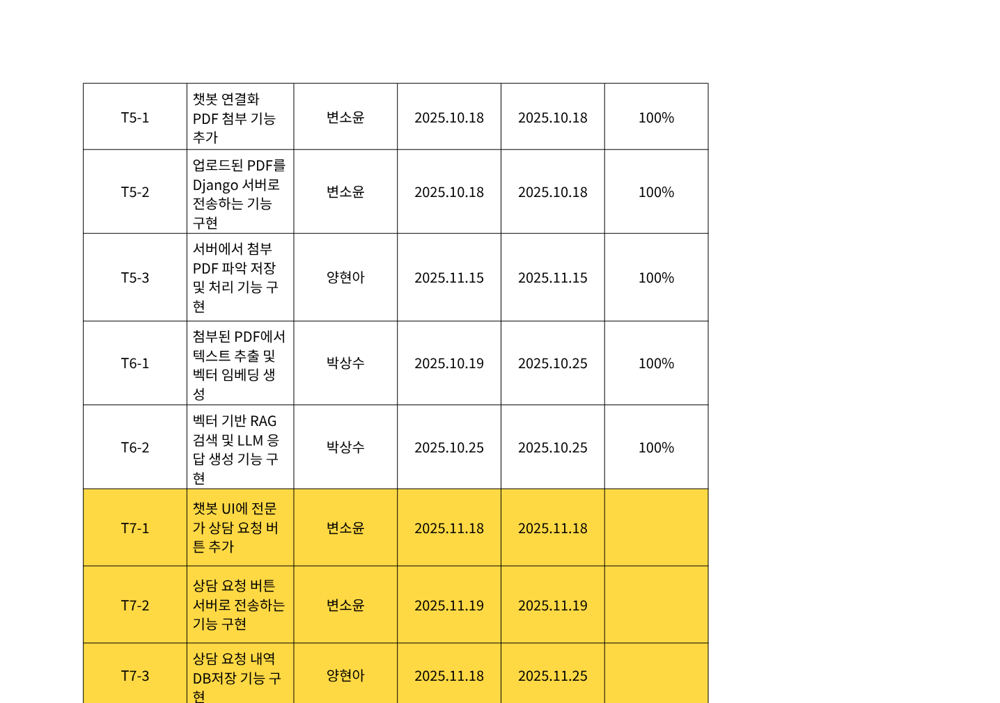 T5-1
챗봇 연결화
PDF 첨부 기능
추가
변소윤
2025.10.18
2025.10.18
100%
T5-2
업로드된 PDF를
Django 서버로
전송하는 기능
구현
변소윤
2025.10.18
2025.10.18
100%
T5-3
서버에서 첨부
PDF 파악 저장
및 처리 기능 구
현
양현아
2025.11.15
2025.11.15
100%
T6-1
첨부된 PDF에서
텍스트 추출 및
벡터 임베딩 생
성
박상수
2025.10.19
2025.10.25
100%
T6-2
벡터 기반 RAG
검색 및 LLM 응
답 생성 기능 구
현
박상수
2025.10.25
2025.10.25
100%
T7-1
챗봇 UI에 전문
가 상담 요청 버
튼 추가
변소윤
2025.11.18
2025.11.18
T7-2
상담 요청 버튼
서버로 전송하는
기능 구현
변소윤
2025.11.19
2025.11.19
T7-3
상담 요청 내역
DB저장 기능 구
현
양현아
2025.11.18
2025.11.25